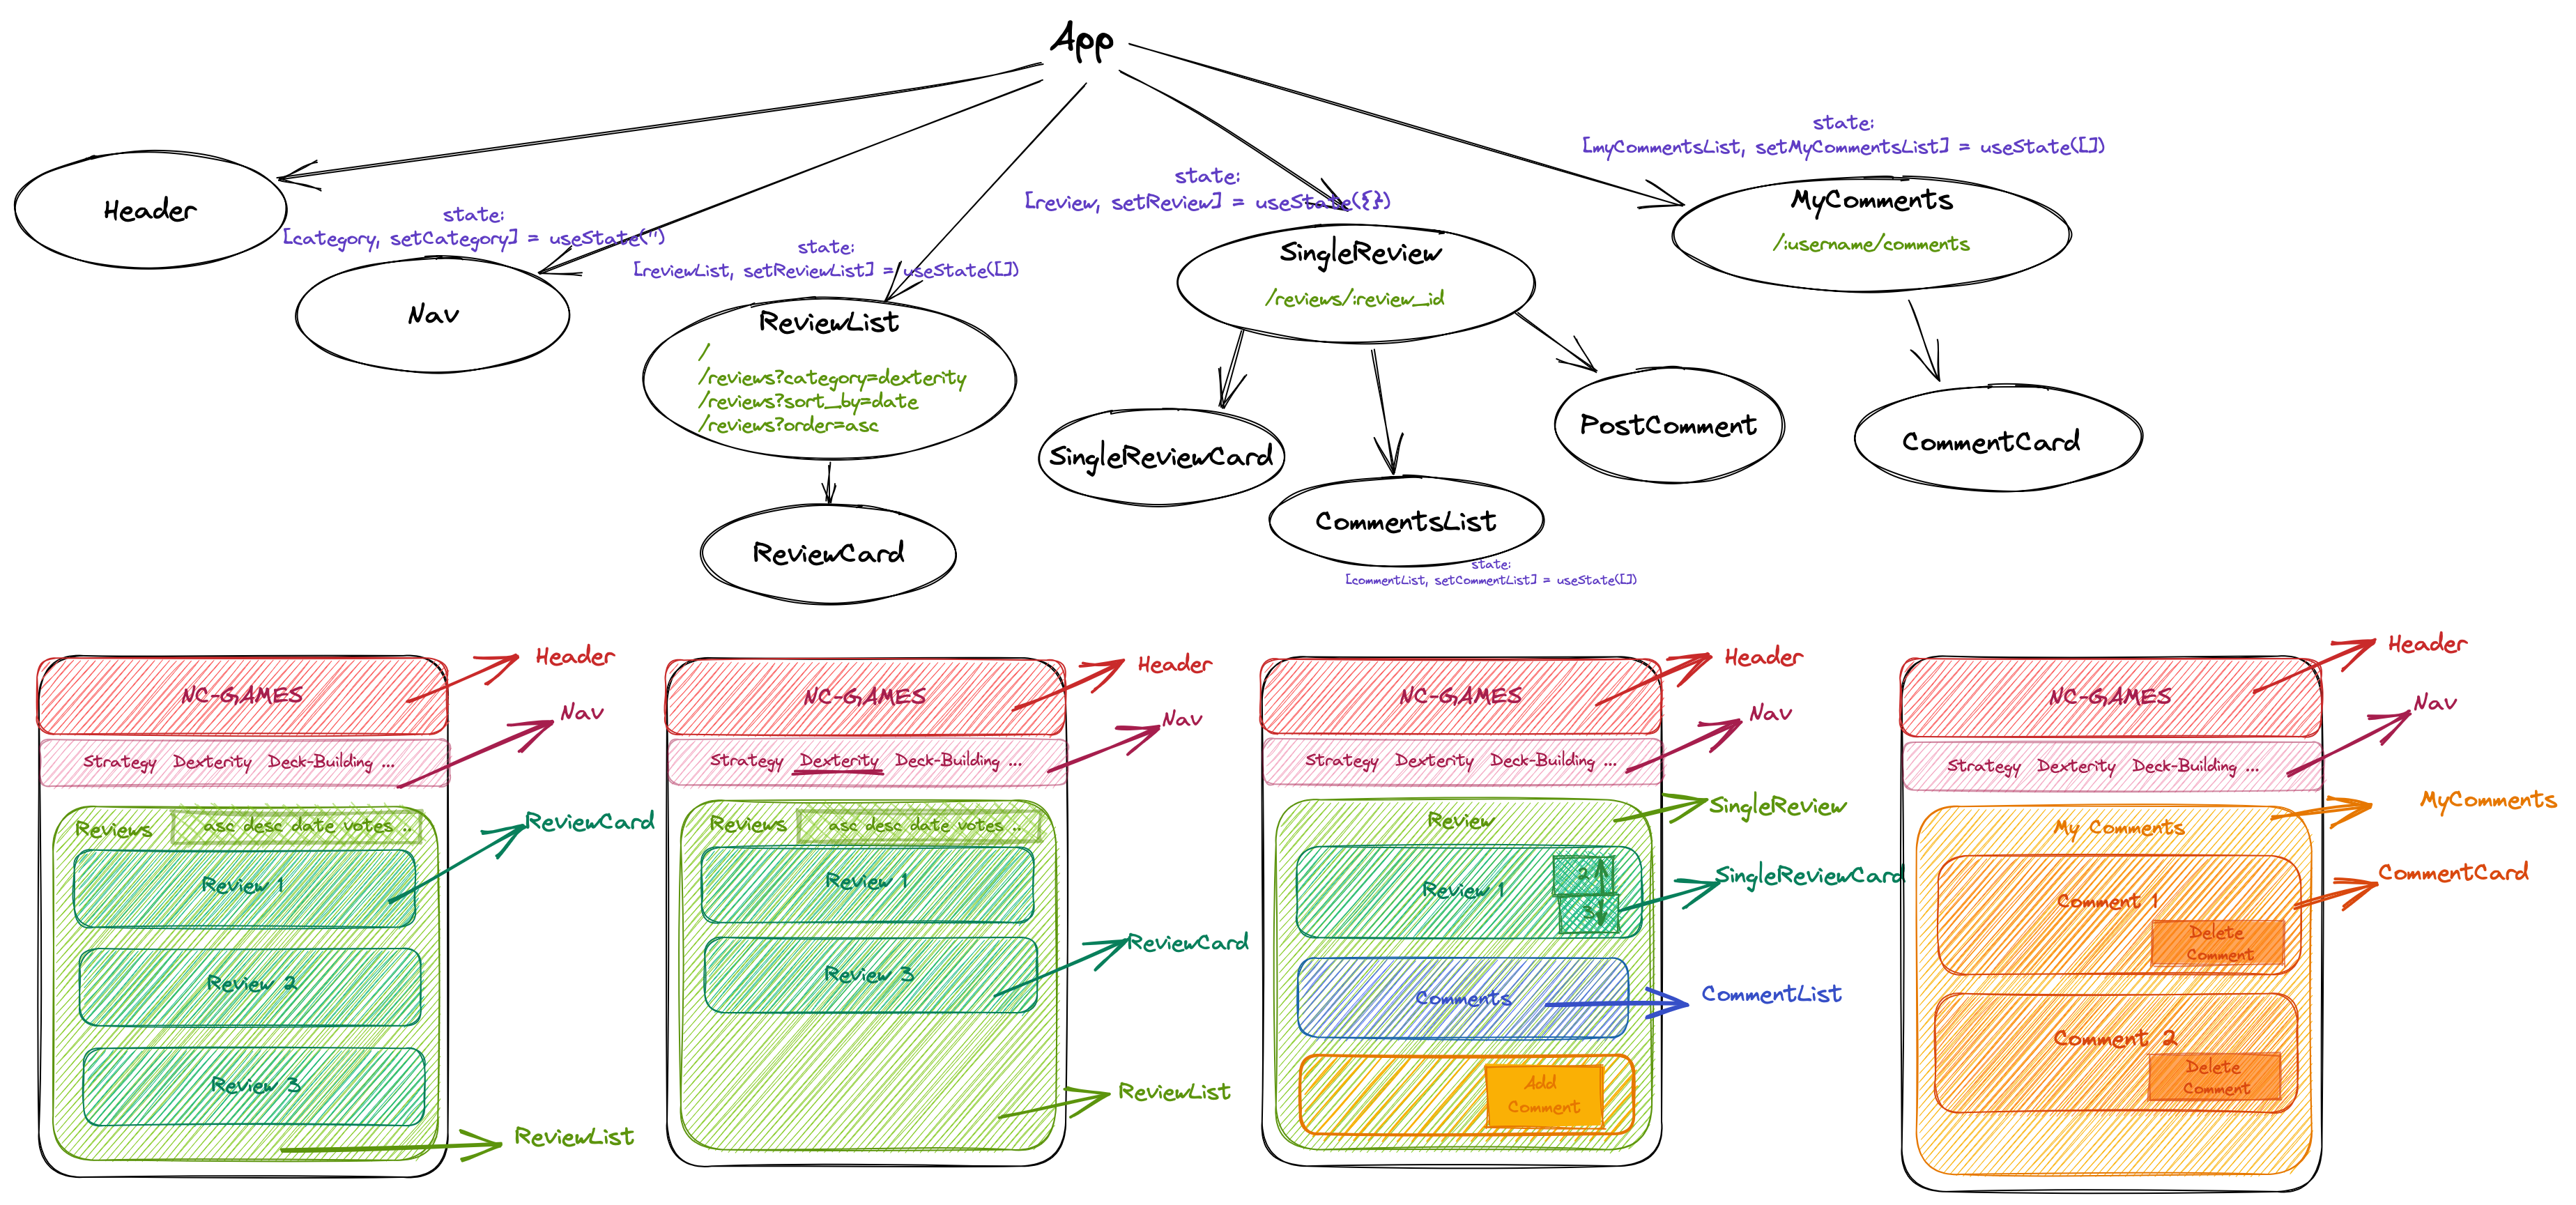 App
state:
[myCommentsList, setMyCommentsList] = useState([])
state:
[review, setReview] = useState({})
MyComments
/:username/comments
Header
state:
[category, setCategory] = useState('')
state:
[reviewList, setReviewList] = useState([])
SingleReview
/reviews/:review_id
Nav
ReviewList
/
/reviews?category=dexterity
/reviews?sort_by=date
/reviews?order=asc
SingleReviewCard
PostComment
CommentCard
CommentsList
state:
[commentList, setCommentList] = useState([])
ReviewCard
NC-GAMES
Header
Nav
Strategy Dexterity Deck-Building ...
Reviews
asc desc date votes ..
ReviewCard
Review 1
Review 2
Review 3
ReviewList
NC-GAMES
Header
Nav
Strategy Dexterity Deck-Building ...
Reviews
asc desc date votes ..
Review 1
Review 3
ReviewCard
ReviewList
NC-GAMES
Header
Nav
Strategy Dexterity Deck-Building ...
Review
SingleReview
Review 1
2
3
SingleReviewCard
Comments
CommentList
Add
Comment
NC-GAMES
Header
Nav
Strategy Dexterity Deck-Building ...
MyComments
My Comments
Comment 1
CommentCard
Delete
Comment
Comment 2
Delete
Comment